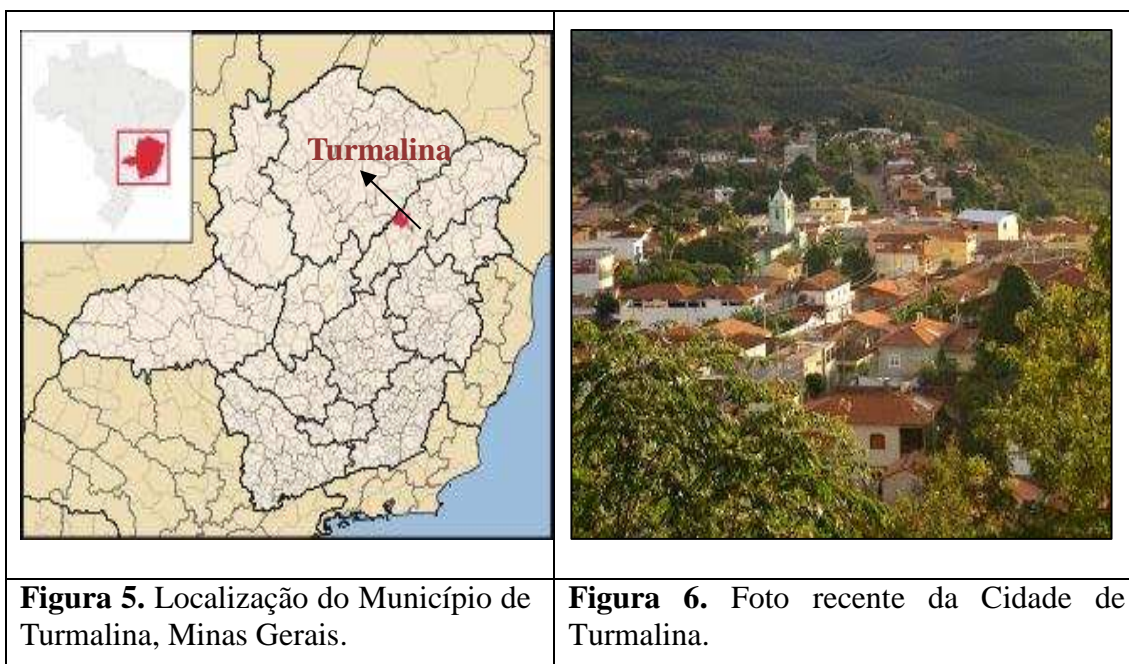 Turmalina
Figura 5. Localização do Município de
Turmalina, Minas Gerais.
Figura 6. Foto recente da Cidade de
Turmalina.